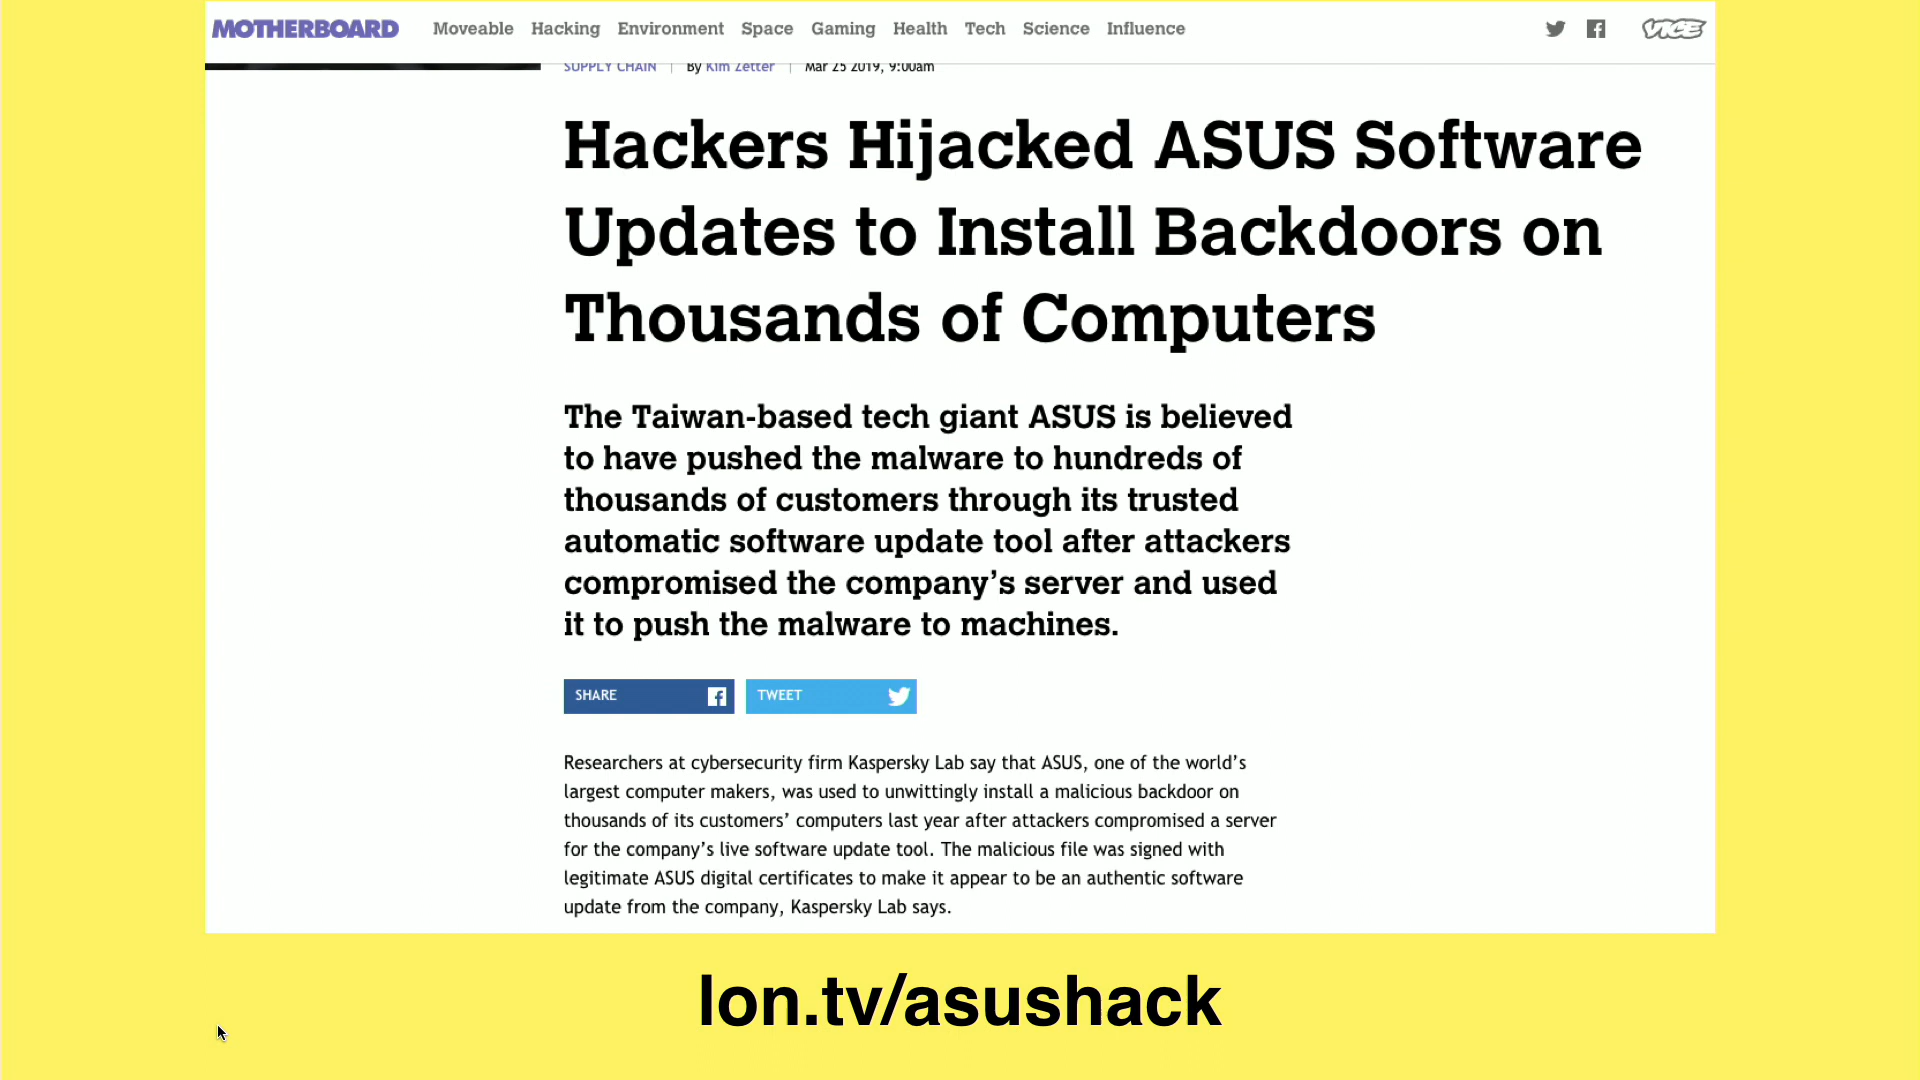 MOTHERBOARD Moveable Hacking Environment Space Gaming Health Tech Science Influence VICE
SUPPLY CHAIN | By Kim Zetter | Mar 25 2019, 9:00am
Hackers Hijacked ASUS Software
Updates to Install Backdoors on
Thousands of Computers
The Taiwan-based tech giant ASUS is believed
to have pushed the malware to hundreds of
thousands of customers through its trusted
automatic software update tool after attackers
compromised the company’s server and used
it to push the malware to machines.
SHARE TWEET
Researchers at cybersecurity firm Kaspersky Lab say that ASUS, one of the world’s
largest computer makers, was used to unwittingly install a malicious backdoor on
thousands of its customers’ computers last year after attackers compromised a server
for the company’s live software update tool. The malicious file was signed with
legitimate ASUS digital certificates to make it appear to be an authentic software
update from the company, Kaspersky Lab says.
lon.tv/asushack